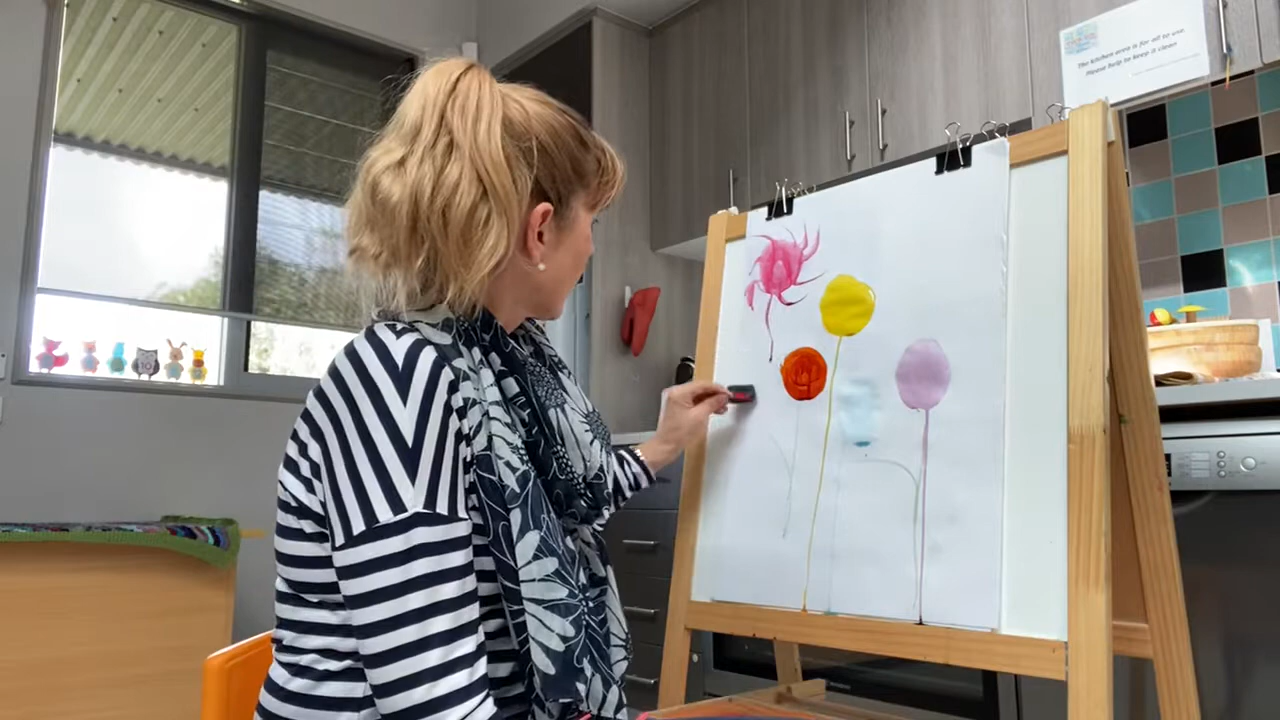 The kitchen area is for all to use
Please help to keep it clean